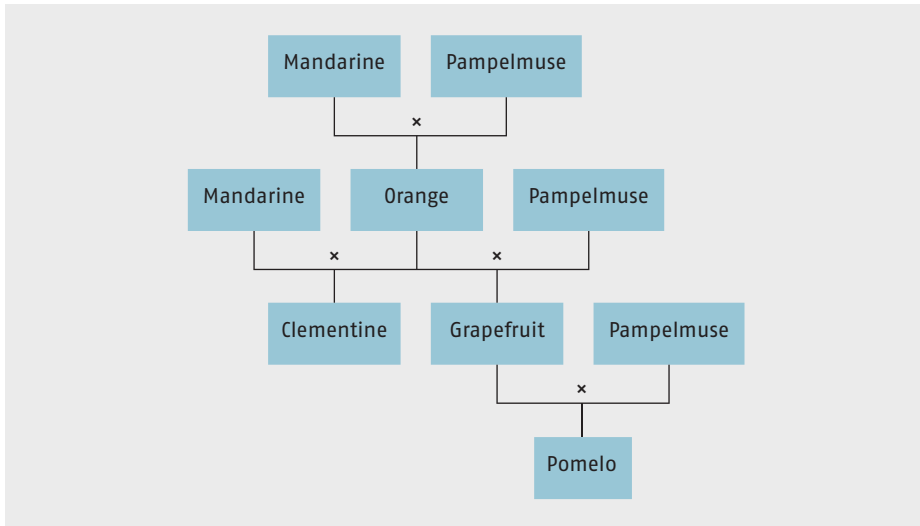 Mandarine Pampelmuse
×
Mandarine Orange Pampelmuse
× ×
Clementine Grapefruit Pampelmuse
×
Pomelo